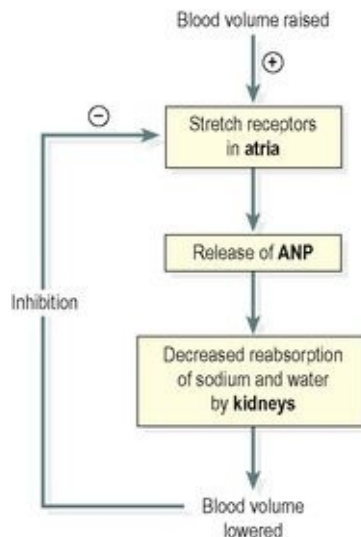 Blood volume raised
+
−
Stretch receptors
in atria
Release of ANP
Inhibition
Decreased reabsorption
of sodium and water
by kidneys
Blood volume
lowered